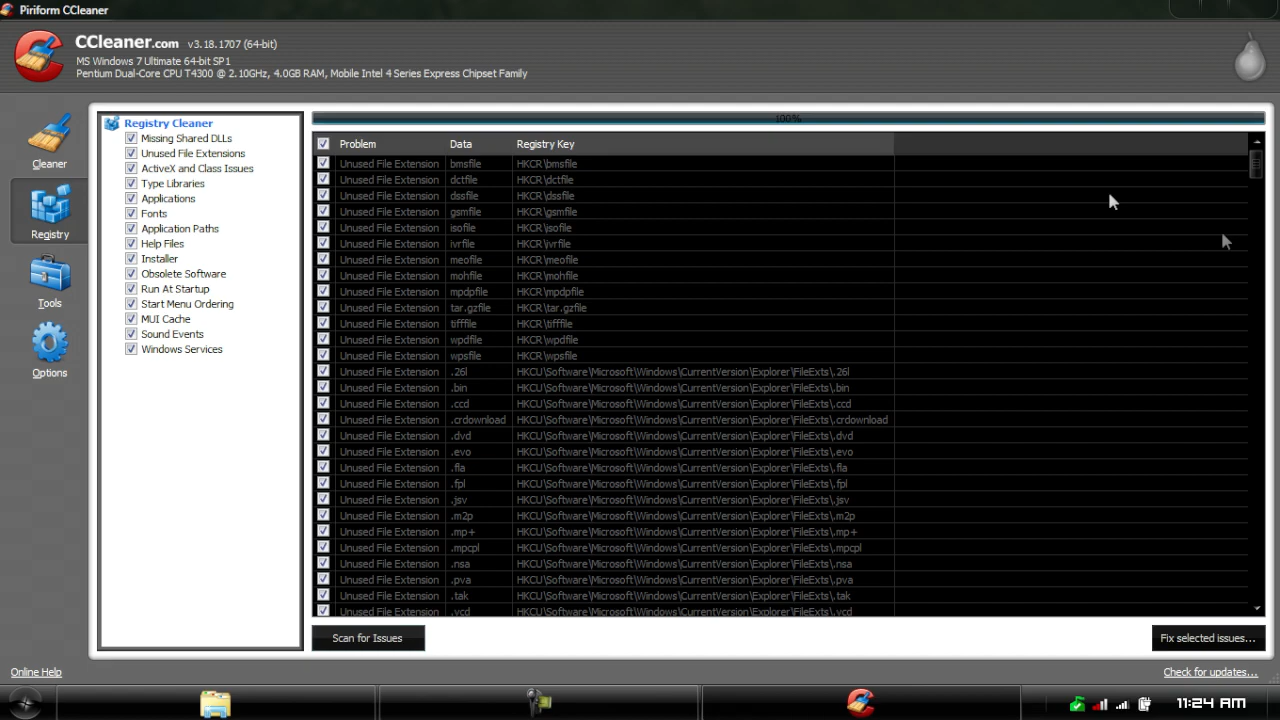 Piriform CCleaner
CCleaner.com v3.18.1707 (64-bit)
MS Windows 7 Ultimate 64-bit SP1
Pentium Dual-Core CPU T4300 @ 2.10GHz, 4.0GB RAM, Mobile Intel 4 Series Express Chipset Family
Cleaner
Registry
Tools
Options
Registry Cleaner
Missing Shared DLLs
Unused File Extensions
ActiveX and Class Issues
Type Libraries
Applications
Fonts
Application Paths
Help Files
Installer
Obsolete Software
Run At Startup
Start Menu Ordering
MUI Cache
Sound Events
Windows Services
100%
Problem Data Registry Key
Unused File Extension bmsfile HKCR\bmsfile
Unused File Extension dctfile HKCR\dctfile
Unused File Extension dssfile HKCR\dssfile
Unused File Extension gsmfile HKCR\gsmfile
Unused File Extension isofile HKCR\isofile
Unused File Extension ivrfile HKCR\ivrfile
Unused File Extension meofile HKCR\meofile
Unused File Extension mohfile HKCR\mohfile
Unused File Extension mpdpfile HKCR\mpdpfile
Unused File Extension tar.gzfile HKCR\tar.gzfile
Unused File Extension tifffile HKCR\tifffile
Unused File Extension wpdfile HKCR\wpdfile
Unused File Extension wpsfile HKCR\wpsfile
Unused File Extension .26l HKCU\Software\Microsoft\Windows\CurrentVersion\Explorer\FileExts\.26l
Unused File Extension .bin HKCU\Software\Microsoft\Windows\CurrentVersion\Explorer\FileExts\.bin
Unused File Extension .ccd HKCU\Software\Microsoft\Windows\CurrentVersion\Explorer\FileExts\.ccd
Unused File Extension .crdownload HKCU\Software\Microsoft\Windows\CurrentVersion\Explorer\FileExts\.crdownload
Unused File Extension .dvd HKCU\Software\Microsoft\Windows\CurrentVersion\Explorer\FileExts\.dvd
Unused File Extension .evo HKCU\Software\Microsoft\Windows\CurrentVersion\Explorer\FileExts\.evo
Unused File Extension .fla HKCU\Software\Microsoft\Windows\CurrentVersion\Explorer\FileExts\.fla
Unused File Extension .fpl HKCU\Software\Microsoft\Windows\CurrentVersion\Explorer\FileExts\.fpl
Unused File Extension .jsv HKCU\Software\Microsoft\Windows\CurrentVersion\Explorer\FileExts\.jsv
Unused File Extension .m2p HKCU\Software\Microsoft\Windows\CurrentVersion\Explorer\FileExts\.m2p
Unused File Extension .mp+ HKCU\Software\Microsoft\Windows\CurrentVersion\Explorer\FileExts\.mp+
Unused File Extension .mpcpl HKCU\Software\Microsoft\Windows\CurrentVersion\Explorer\FileExts\.mpcpl
Unused File Extension .nsa HKCU\Software\Microsoft\Windows\CurrentVersion\Explorer\FileExts\.nsa
Unused File Extension .pva HKCU\Software\Microsoft\Windows\CurrentVersion\Explorer\FileExts\.pva
Unused File Extension .tak HKCU\Software\Microsoft\Windows\CurrentVersion\Explorer\FileExts\.tak
Unused File Extension .vcd HKCU\Software\Microsoft\Windows\CurrentVersion\Explorer\FileExts\.vcd
Scan for Issues
Fix selected issues...
Online Help
Check for updates...
11:24 AM